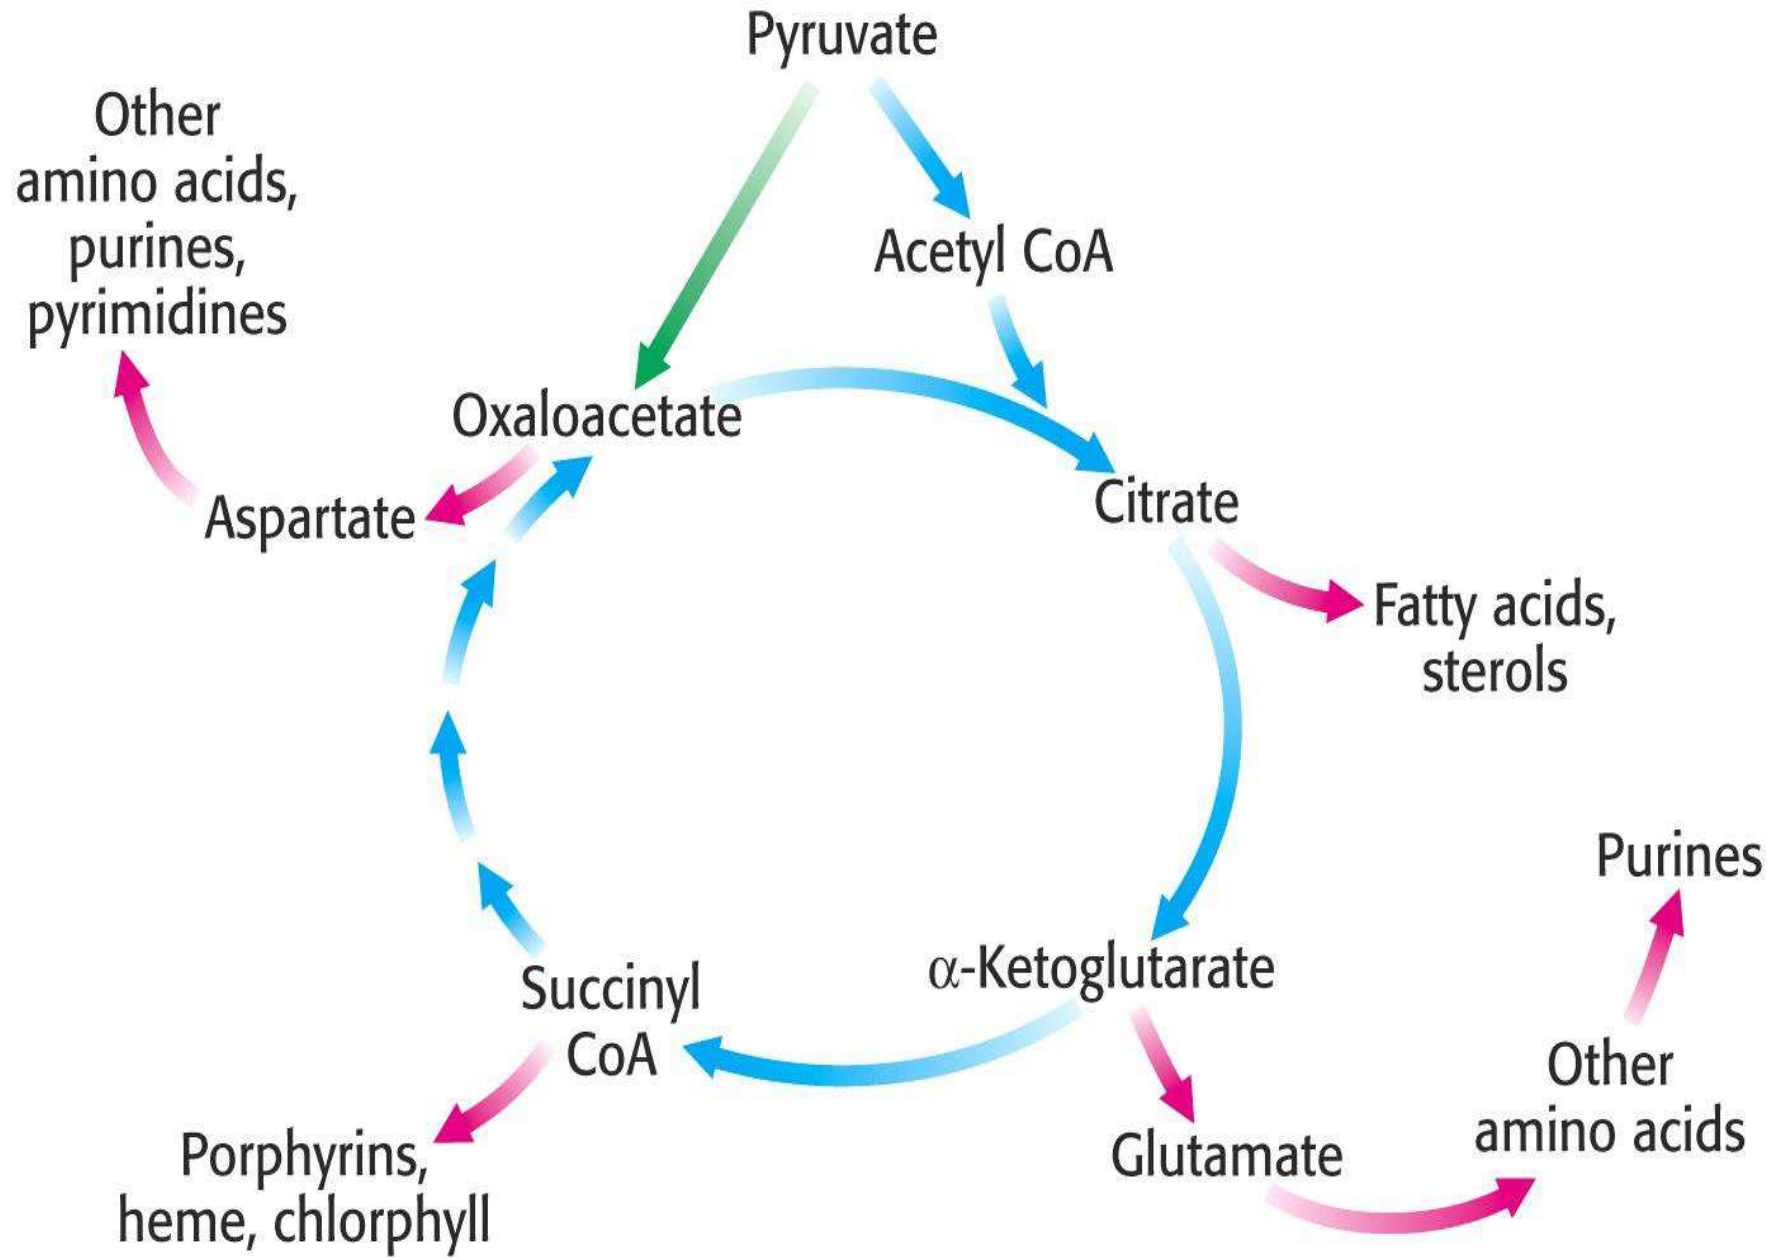 Pyruvate
Other
amino acids,
purines,
pyrimidines
Acetyl CoA
Oxaloacetate
Citrate
Aspartate
Fatty acids,
sterols
Purines
Succinyl
CoA
α-Ketoglutarate
Other
amino acids
Glutamate
Porphyrins,
heme, chlorphyll